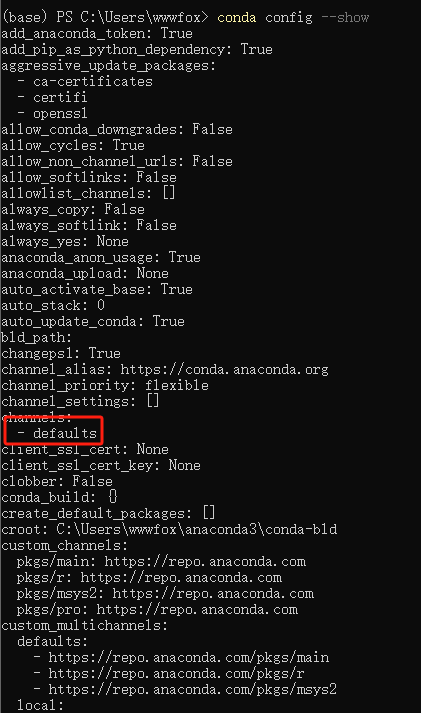 (base) PS C:\Users\wwwfox> conda config --show
add_anaconda_token: True
add_pip_as_python_dependency: True
aggressive_update_packages:
  - ca-certificates
  - certifi
  - openssl
allow_conda_downgrades: False
allow_cycles: True
allow_non_channel_urls: False
allow_softlinks: False
allowlist_channels: []
always_copy: False
always_softlink: False
always_yes: None
anaconda_anon_usage: True
anaconda_upload: None
auto_activate_base: True
auto_stack: 0
auto_update_conda: True
bld_path:
changeps1: True
channel_alias: https://conda.anaconda.org
channel_priority: flexible
channel_settings: []
channels:
  - defaults
client_ssl_cert: None
client_ssl_cert_key: None
clobber: False
conda_build: {}
create_default_packages: []
croot: C:\Users\wwwfox\anaconda3\conda-bld
custom_channels:
  pkgs/main: https://repo.anaconda.com
  pkgs/r: https://repo.anaconda.com
  pkgs/msys2: https://repo.anaconda.com
  pkgs/pro: https://repo.anaconda.com
custom_multichannels:
  defaults:
    - https://repo.anaconda.com/pkgs/main
    - https://repo.anaconda.com/pkgs/r
    - https://repo.anaconda.com/pkgs/msys2
  local: